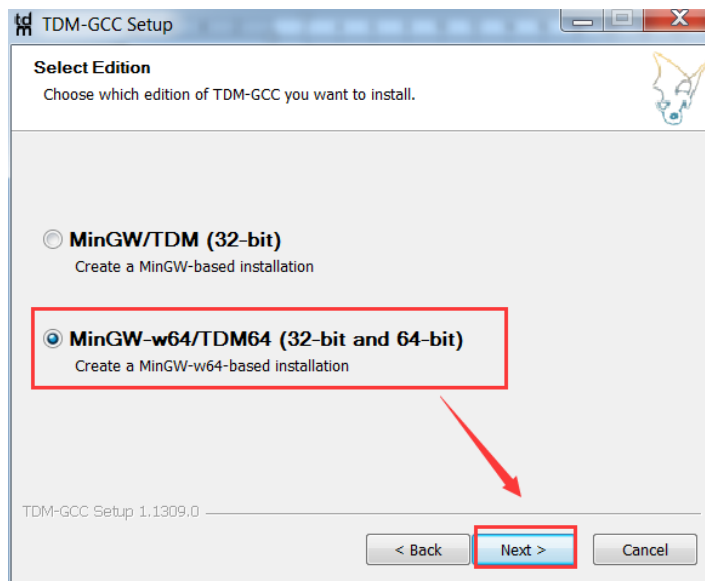 tdm TDM-GCC Setup
Select Edition
Choose which edition of TDM-GCC you want to install.
MinGW/TDM (32-bit)
Create a MinGW-based installation
MinGW-w64/TDM64 (32-bit and 64-bit)
Create a MinGW-w64-based installation
TDM-GCC Setup 1.1309.0
< Back Next > Cancel